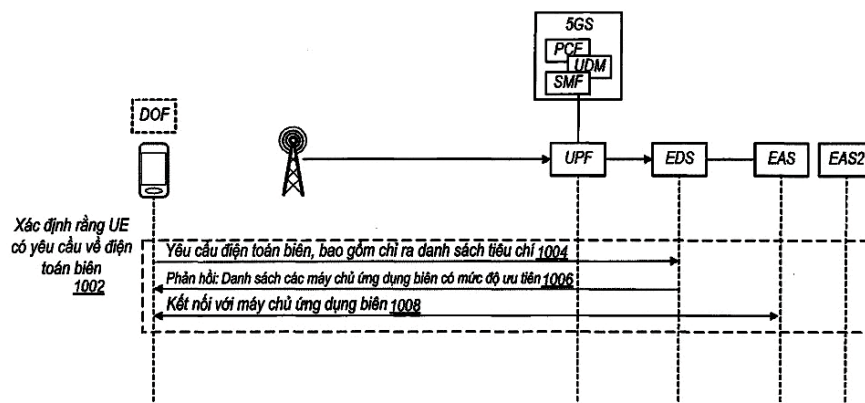 5GS
PCF
UDM
SMF
DOF
UPF
EDS
EAS
EAS2
Xác định rằng UE
có yêu cầu về điện
toán biên
1002
Yêu cầu điện toán biên, bao gồm chỉ ra danh sách tiêu chí 1004
Phản hồi: Danh sách các máy chủ ứng dụng biên có mức độ ưu tiên 1006
Kết nối với máy chủ ứng dụng biên 1008